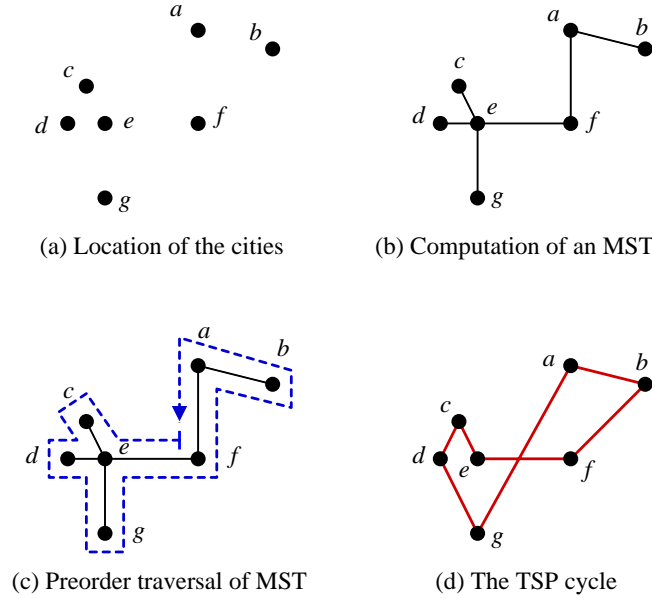 a
b
c
d
e
f
g
(a) Location of the cities
a
b
c
d
e
f
g
(b) Computation of an MST
a
b
c
d
e
f
g
(c) Preorder traversal of MST
a
b
c
d
e
f
g
(d) The TSP cycle